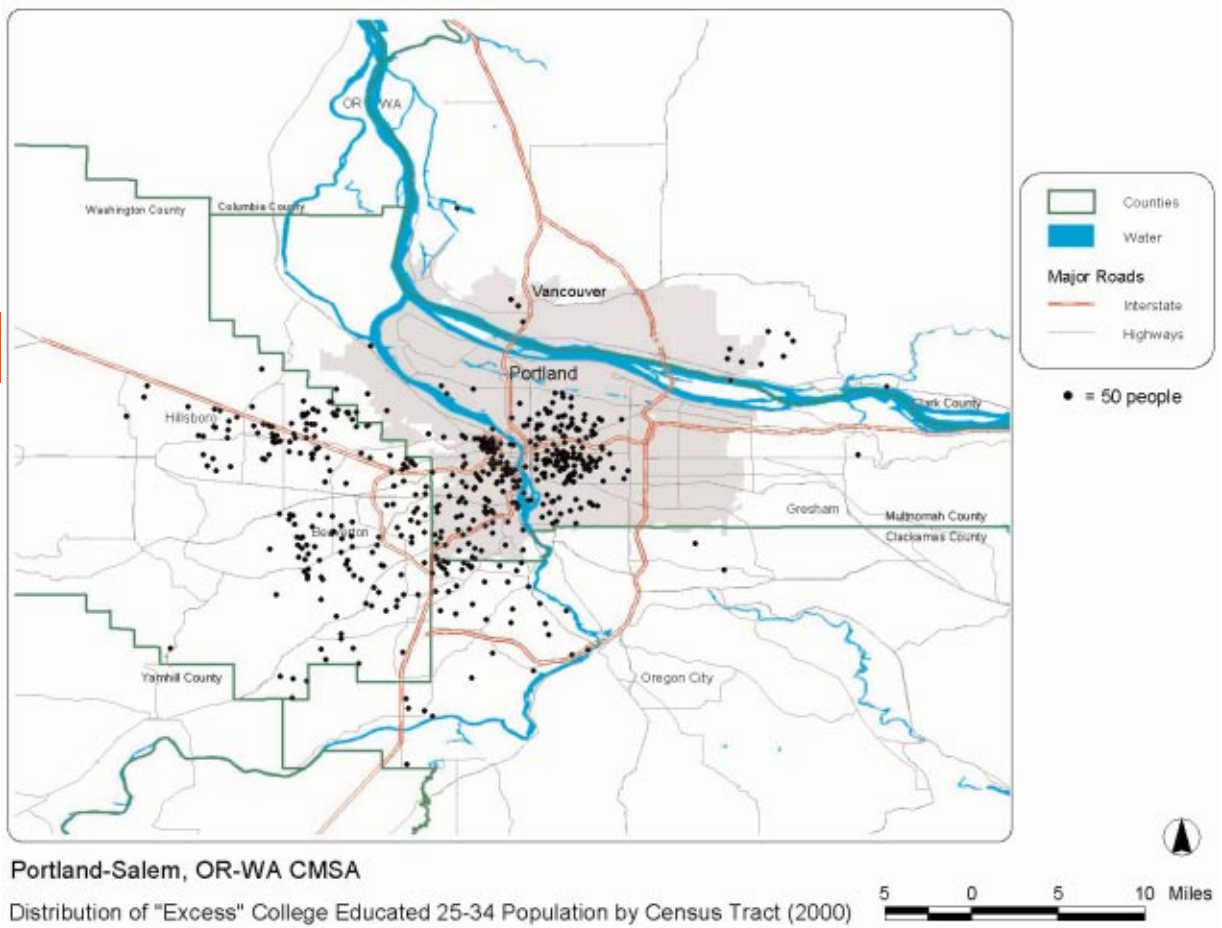 OR WA
Washington County
Columbia County
Vancouver
Portland
Clark County
Hillsboro
Gresham
Multnomah County
Beaverton
Clackamas County
Yamhill County
Oregon City
Counties
Water
Major Roads
Interstate
Highways
= 50 people
Portland-Salem, OR-WA CMSA
Distribution of "Excess" College Educated 25-34 Population by Census Tract (2000)
5 0 5 10 Miles